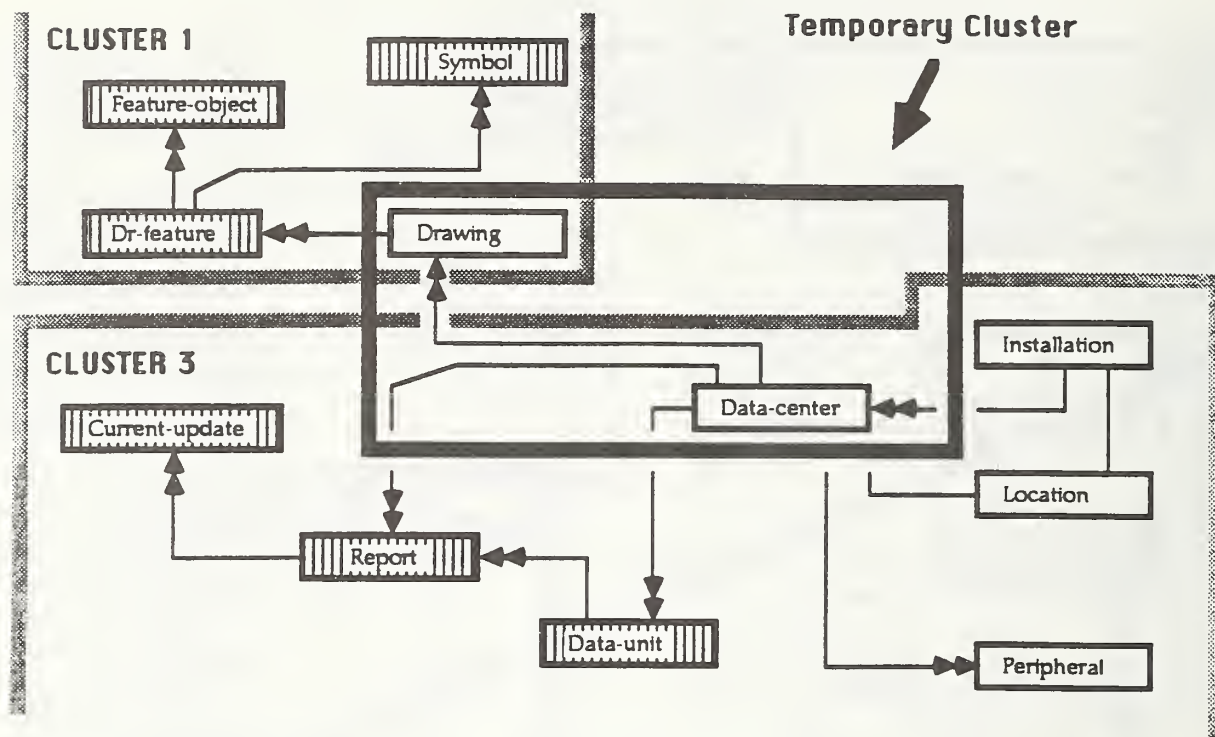 Temporary Cluster
CLUSTER 1
Symbol
Feature-object
Dr-feature
Drawing
CLUSTER 3
Installation
Data-center
Current-update
Location
Report
Data-unit
Peripheral